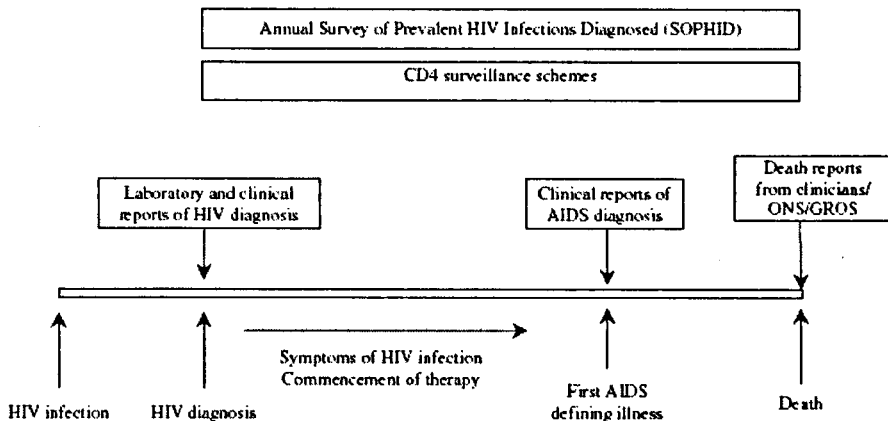 Annual Survey of Prevalent HIV Infections Diagnosed (SOPHID)
CD4 surveillance schemes
Laboratory and clinical
reports of HIV diagnosis
Clinical reports of
AIDS diagnosis
Death reports
from clinicians/
ONS/GROS
Symptoms of HIV infection
Commencement of therapy
HIV infection
HIV diagnosis
First AIDS
defining illness
Death